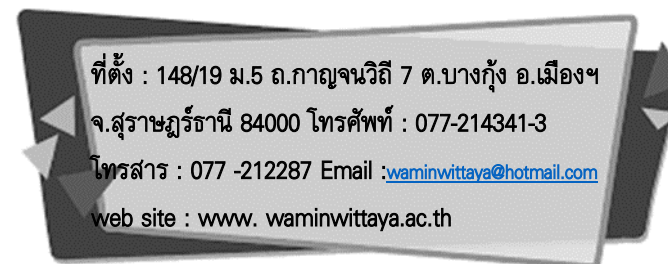 ที่ตั้ง : 148/19 ม.5 ถ.กาญจนวิถี 7 ต.บางกุ้ง อ.เมืองฯ
จ.สุราษฎร์ธานี 84000 โทรศัพท์ : 077-214341-3
โทรสาร : 077 -212287 Email :waminwittaya@hotmail.com
web site : www. waminwittaya.ac.th